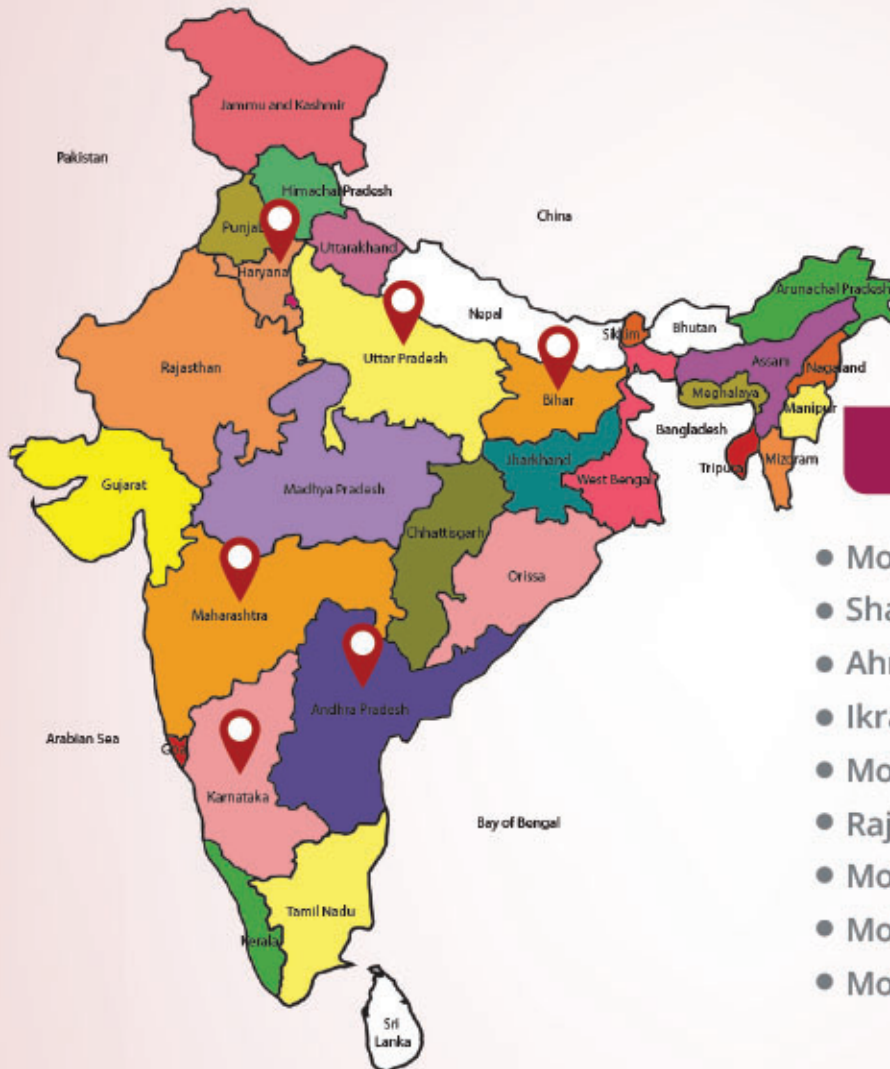 Jammu and Kashmir
Pakistan
Himachal Pradesh
Punjab
China
Uttarakhand
Haryana
Arunachal Pradesh
Nepal
Sikkim
Bhutan
Uttar Pradesh
Assam
Rajasthan
Nagaland
Bihar
Meghalaya
Manipur
Bangladesh
Jharkhand
Mizoram
Tripura
West Bengal
Gujarat
Madhya Pradesh
Chhattisgarh
Orissa
Maharashtra
Andhra Pradesh
Arabian Sea
Karnataka
Bay of Bengal
Tamil Nadu
Kerala
Sri
Lanka
• Mo
• Sha
• Ah
• Ikra
• Mo
• Raj
• Mo
• Mo
• Mo